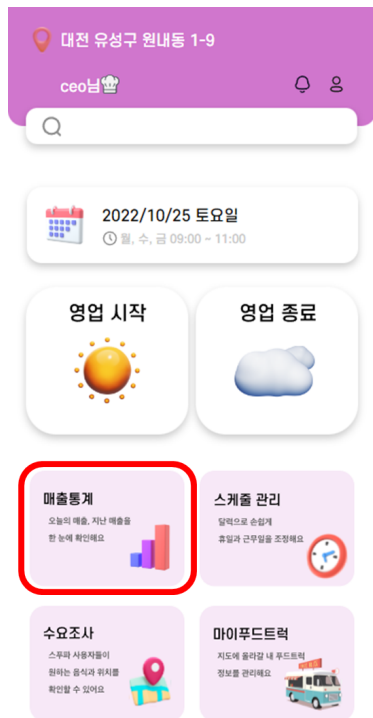 대전 유성구 원내동 1-9
ceo님
2022/10/25 토요일
월, 수, 금 09:00 ~ 11:00
영업 시작
영업 종료
매출통계
오늘의 매출, 지난 매출을
한 눈에 확인해요
스케줄 관리
달력으로 손쉽게
휴일과 근무일을 조정해요
수요조사
스푸파 사용자들이
원하는 음식과 위치를
확인할 수 있어요
마이푸드트럭
지도에 올라갈 내 푸드트럭
정보를 관리해요